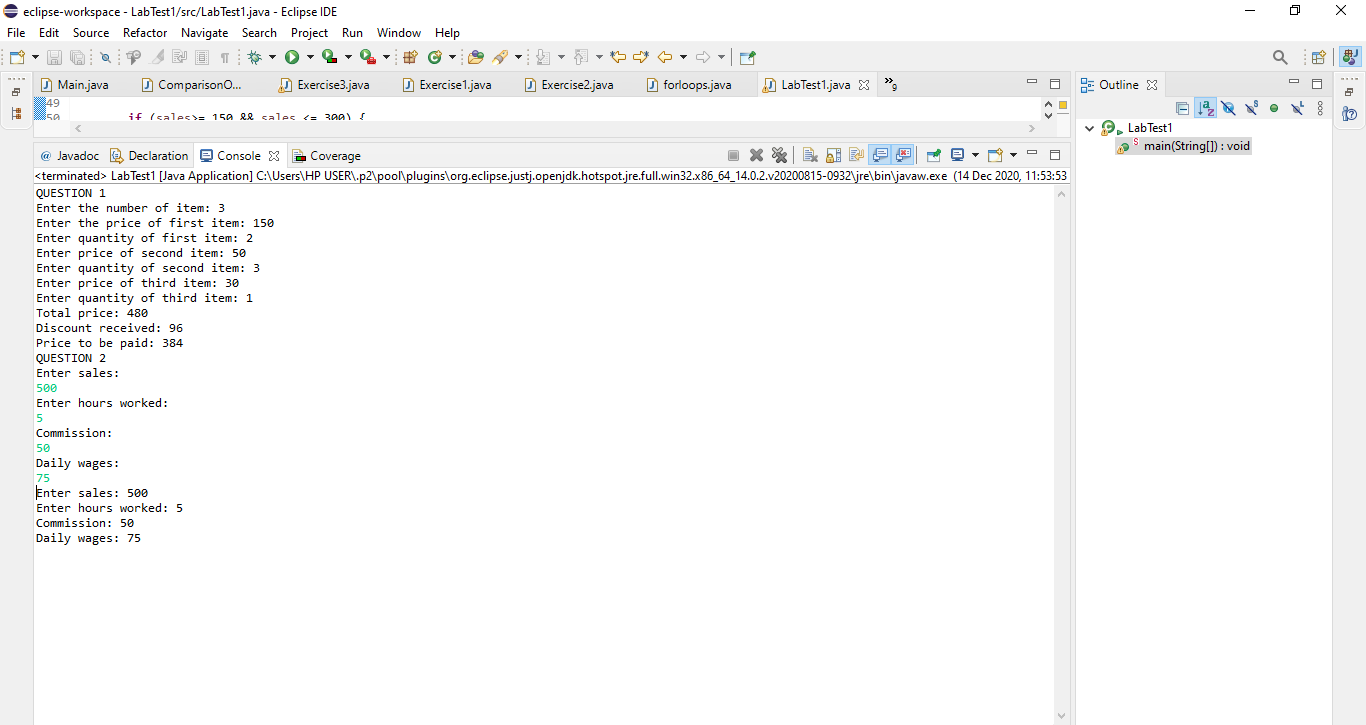 eclipse-workspace - LabTest1/src/LabTest1.java - Eclipse IDE
File Edit Source Refactor Navigate Search Project Run Window Help
Main.java ComparisonO... Exercise3.java Exercise1.java Exercise2.java forloops.java LabTest1.java »9 Outline
49
50 if (sales>= 150 && sales <= 300) {
LabTest1
main(String[]) : void
@ Javadoc Declaration Console Coverage
<terminated> LabTest1 [Java Application] C:\Users\HP USER\.p2\pool\plugins\org.eclipse.justj.openjdk.hotspot.jre.full.win32.x86_64_14.0.2.v20200815-0932\jre\bin\javaw.exe (14 Dec 2020, 11:53:53
QUESTION 1
Enter the number of item: 3
Enter the price of first item: 150
Enter quantity of first item: 2
Enter price of second item: 50
Enter quantity of second item: 3
Enter price of third item: 30
Enter quantity of third item: 1
Total price: 480
Discount received: 96
Price to be paid: 384
QUESTION 2
Enter sales:
500
Enter hours worked:
5
Commission:
50
Daily wages:
75
Enter sales: 500
Enter hours worked: 5
Commission: 50
Daily wages: 75